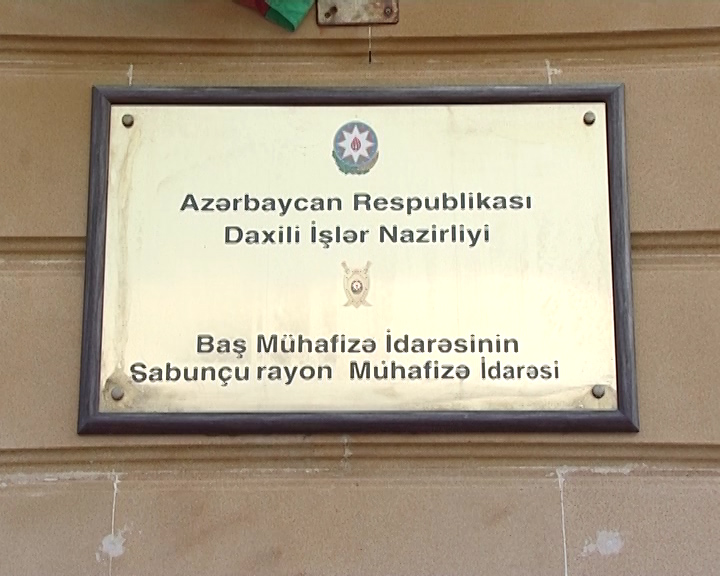 Azərbaycan Respublikası
Daxili İşlər Nazirliyi
Baş Mühafizə İdarəsinin
Sabunçu rayon Mühafizə İdarəsi